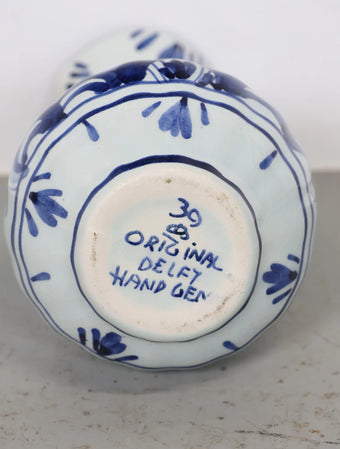 39
ORIGINAL
DELFT
HAND GEM